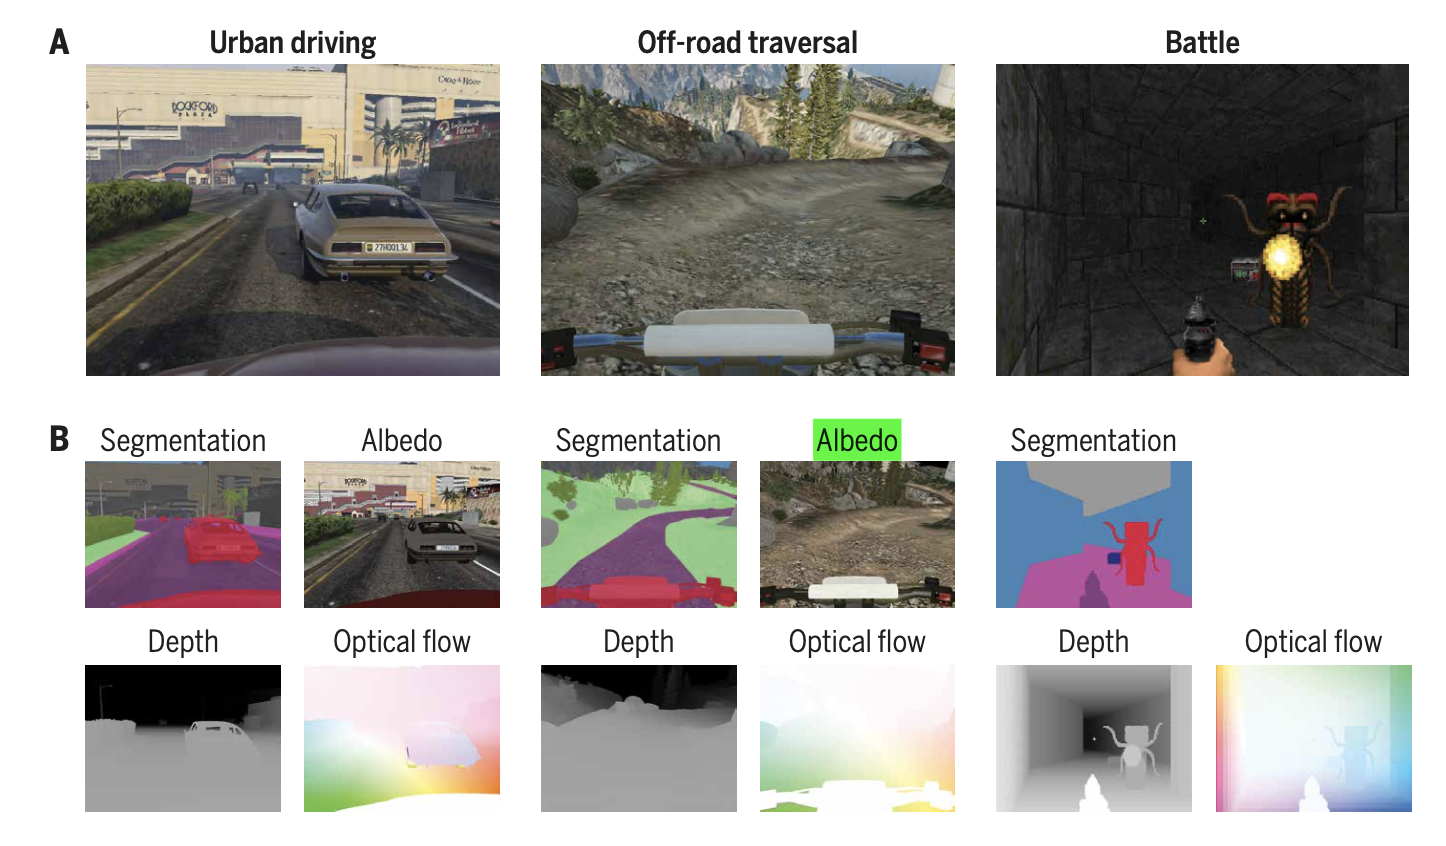 A
Urban driving
Off-road traversal
Battle
ROCKFORD
PLAZA
27H00134
B
Segmentation
Albedo
Segmentation
Albedo
Segmentation
Depth
Optical flow
Depth
Optical flow
Depth
Optical flow